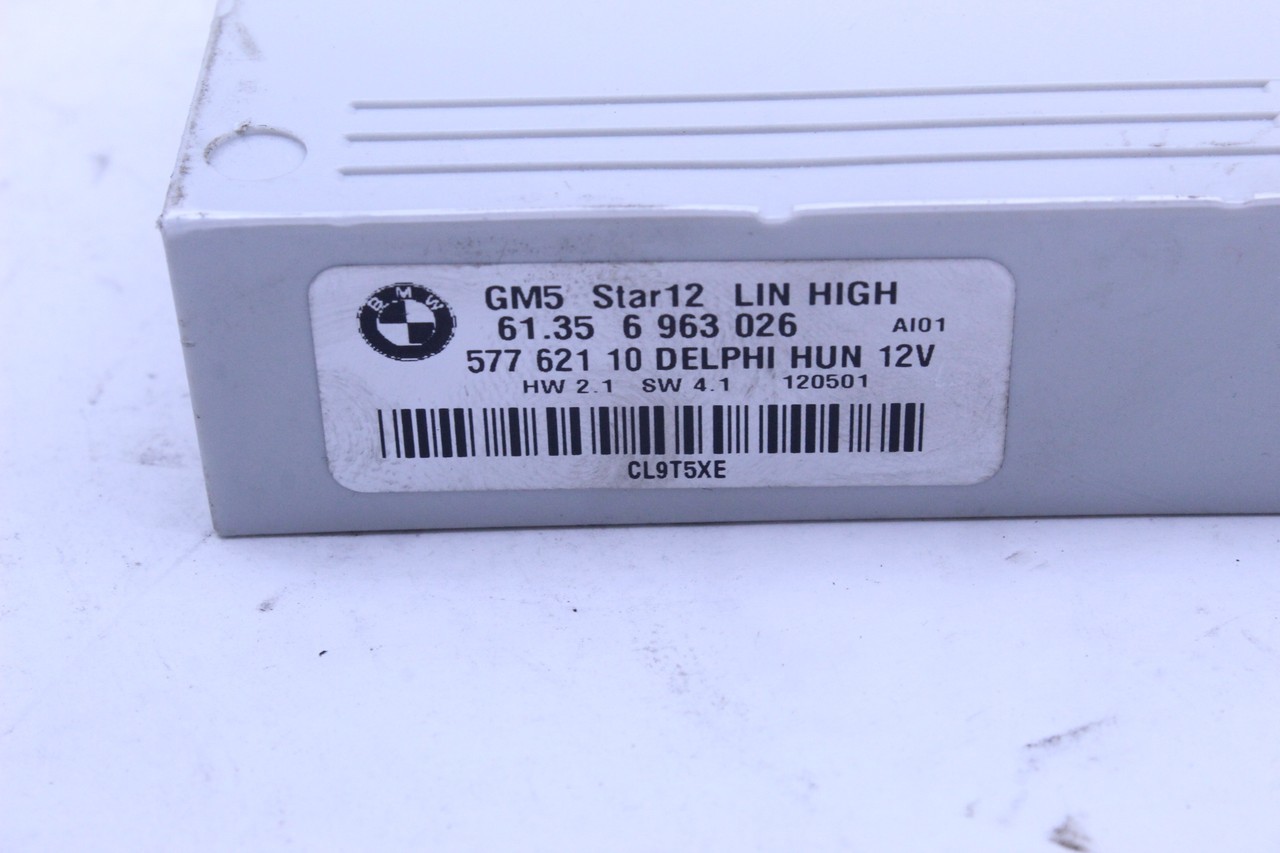 BMW
GM5 Star12 LIN HIGH
61.35 6 963 026 AI01
577 621 10 DELPHI HUN 12V
HW 2.1 SW 4.1 120501
CL9T5XE